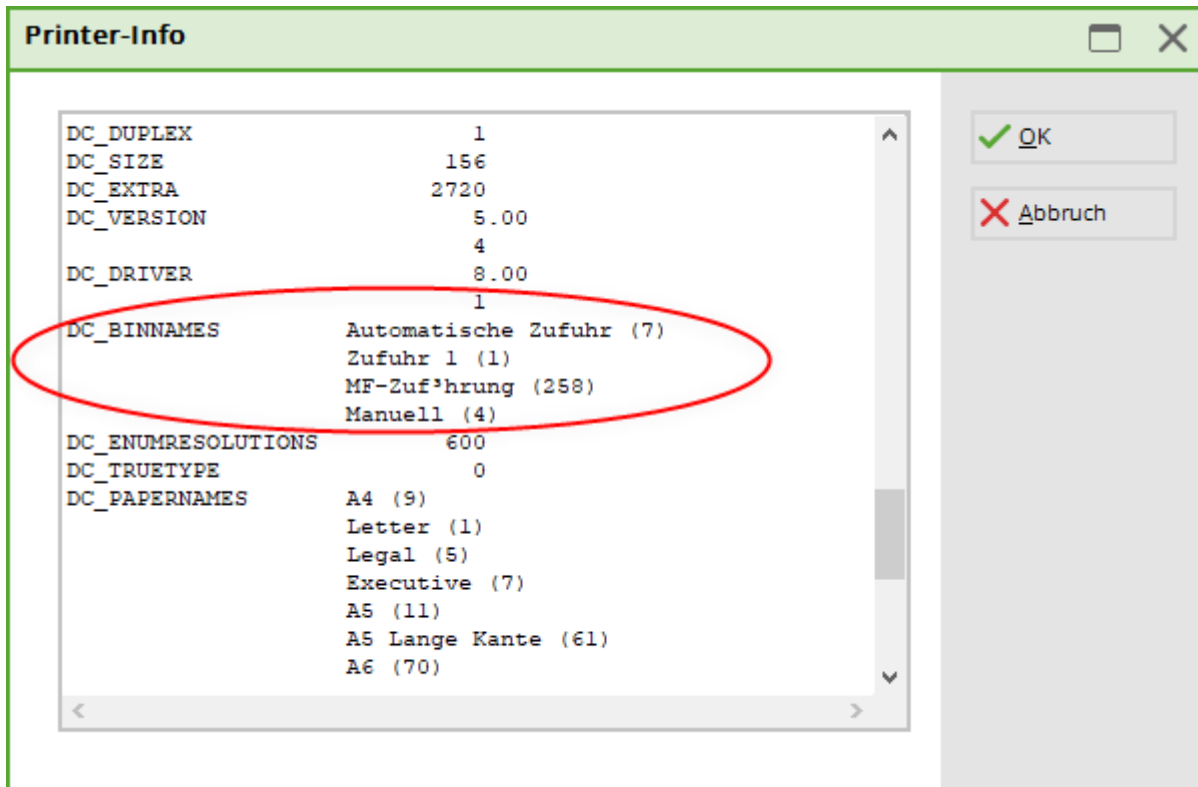 Printer-Info
DC_DUPLEX 1
DC_SIZE 156
DC_EXTRA 2720
DC_VERSION 5.00
4
DC_DRIVER 8.00
1
DC_BINNAMES Automatische Zufuhr (7)
Zufuhr 1 (1)
MF-Zuf³hrung (258)
Manuell (4)
DC_ENUMRESOLUTIONS 600
DC_TRUETYPE 0
DC_PAPERNAMES A4 (9)
Letter (1)
Legal (5)
Executive (7)
A5 (11)
A5 Lange Kante (61)
A6 (70)
OK
Abbruch